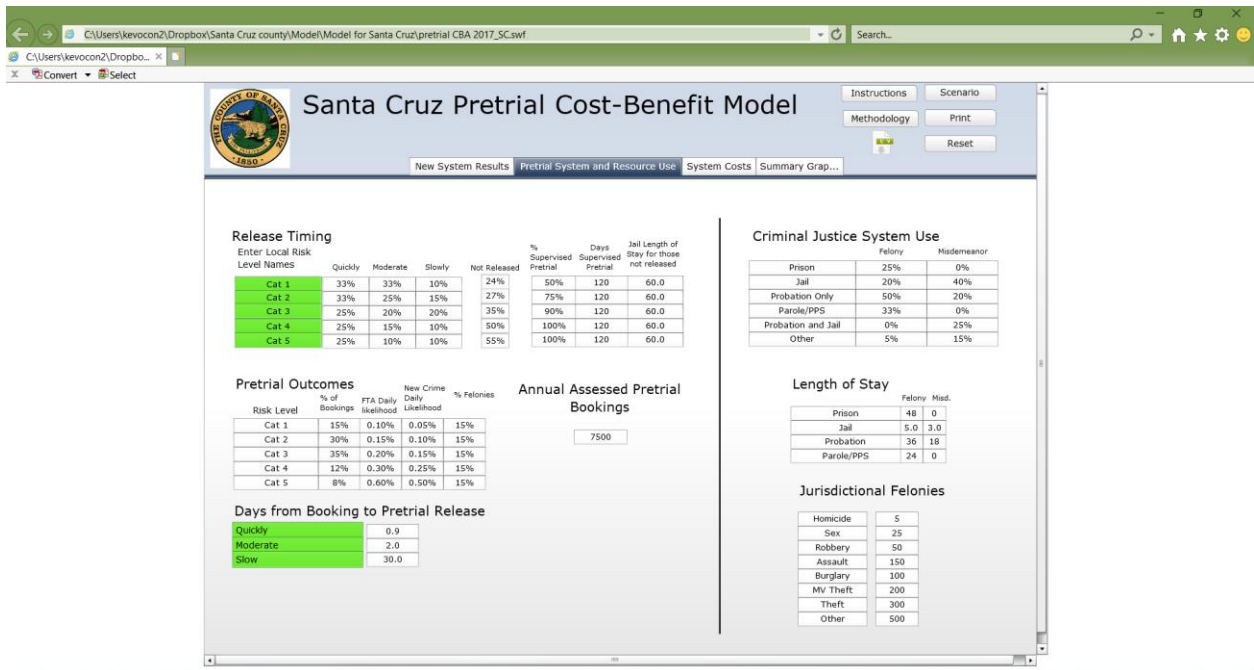 C:\Users\kevocon2\Dropbox\Santa Cruz county\Model\Model for Santa Cruz\pretrial CBA 2017_SC.swf
Search...
C:\Users\kevocon2\Dropbo...
x Convert Select
THE COUNTY OF SANTA CRUZ
1850
Santa Cruz Pretrial Cost-Benefit Model
Instructions Scenario
Methodology Print
Reset
New System Results Pretrial System and Resource Use System Costs Summary Grap...
Release Timing
Enter Local Risk Level Names Quickly Moderate Slowly Not Released % Supervised Pretrial Days Supervised Pretrial Jail Length of Stay for those not released
Cat 1 33% 33% 10% 24% 50% 120 60.0
Cat 2 33% 25% 15% 27% 75% 120 60.0
Cat 3 25% 20% 20% 35% 90% 120 60.0
Cat 4 25% 15% 10% 50% 100% 120 60.0
Cat 5 25% 10% 10% 55% 100% 120 60.0
Pretrial Outcomes
Risk Level % of Bookings FTA Daily likelihood New Crime Daily Likelihood % Felonies
Cat 1 15% 0.10% 0.05% 15%
Cat 2 30% 0.15% 0.10% 15%
Cat 3 35% 0.20% 0.15% 15%
Cat 4 12% 0.30% 0.25% 15%
Cat 5 8% 0.60% 0.50% 15%
Annual Assessed Pretrial
Bookings
7500
Days from Booking to Pretrial Release
Quickly 0.9
Moderate 2.0
Slow 30.0
Criminal Justice System Use
Felony Misdemeanor
Prison 25% 0%
Jail 20% 40%
Probation Only 50% 20%
Parole/PPS 33% 0%
Probation and Jail 0% 25%
Other 5% 15%
Length of Stay
Felony Misd.
Prison 48 0
Jail 5.0 3.0
Probation 36 18
Parole/PPS 24 0
Jurisdictional Felonies
Homicide 5
Sex 25
Robbery 50
Assault 150
Burglary 100
MV Theft 200
Theft 300
Other 500